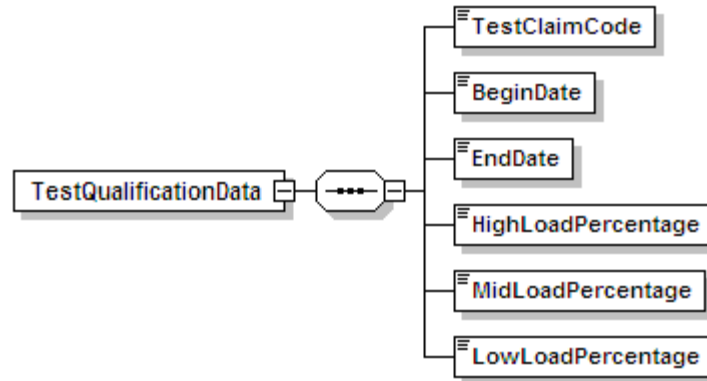 TestClaimCode
BeginDate
EndDate
TestQualificationData
HighLoadPercentage
MidLoadPercentage
LowLoadPercentage